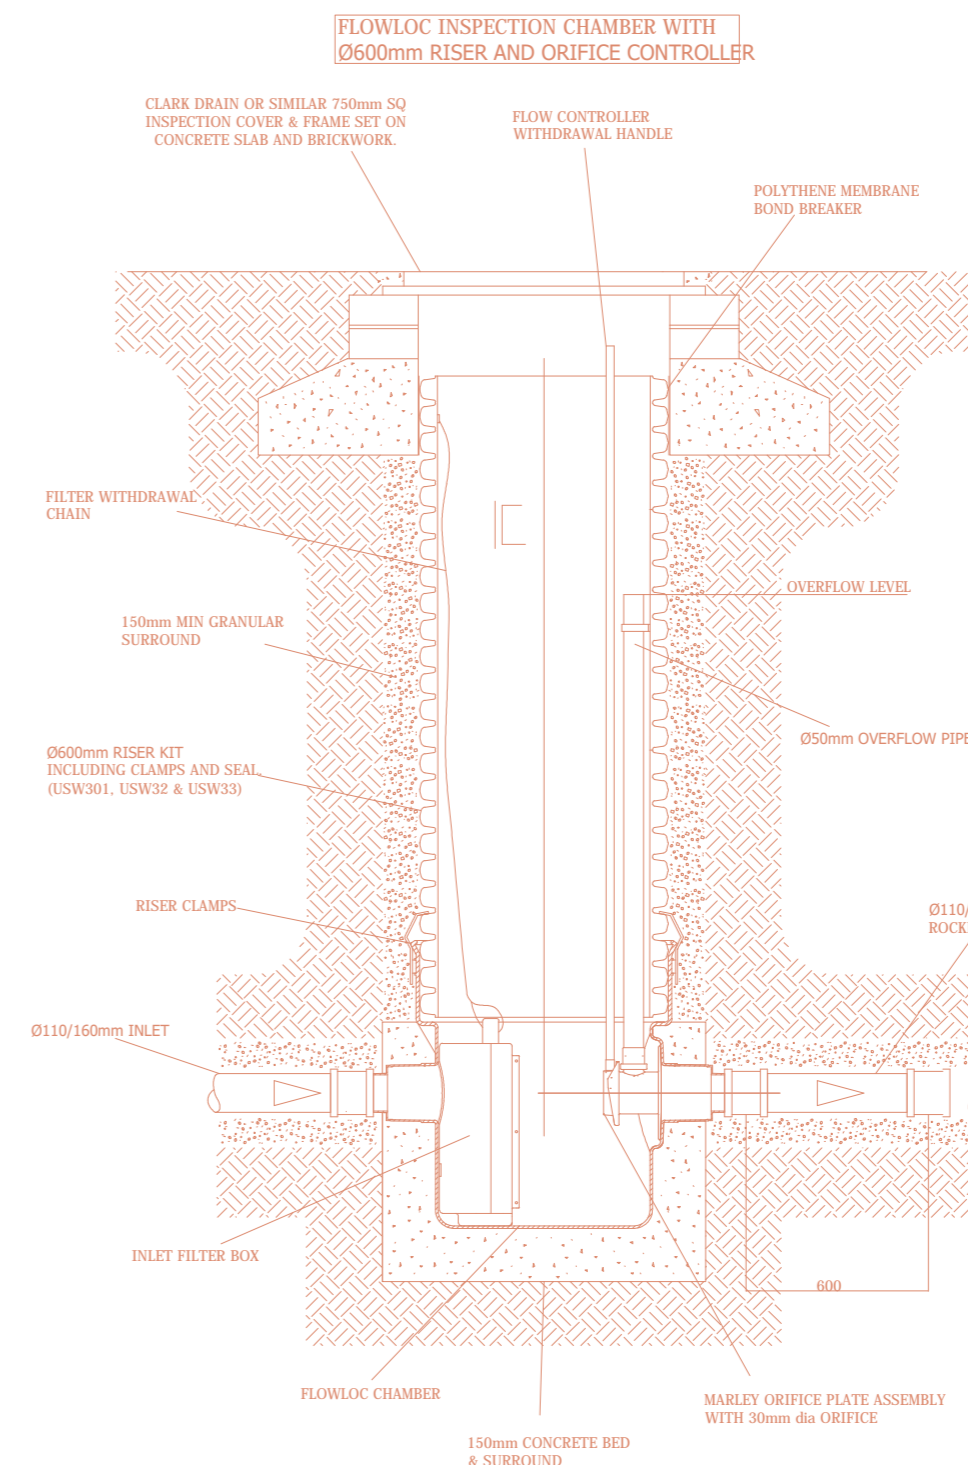 FLOWLOC INSPECTION CHAMBER WITH
Ø600mm RISER AND ORIFICE CONTROLLER
CLARK DRAIN OR SIMILAR 750mm SQ
INSPECTION COVER & FRAME SET ON
CONCRETE SLAB AND BRICKWORK.
FLOW CONTROLLER
WITHDRAWAL HANDLE
POLYTHENE MEMBRANE
BOND BREAKER
FILTER WITHDRAWAL
CHAIN
OVERFLOW LEVEL
150mm MIN GRANULAR
SURROUND
Ø50mm OVERFLOW PIPE
Ø600mm RISER KIT
INCLUDING CLAMPS AND SEAL.
(USW301, USW32 & USW33)
RISER CLAMPS
Ø110/
ROCK
Ø110/160mm INLET
INLET FILTER BOX
600
FLOWLOC CHAMBER
MARLEY ORIFICE PLATE ASSEMBLY
WITH 30mm dia ORIFICE
150mm CONCRETE BED
& SURROUND